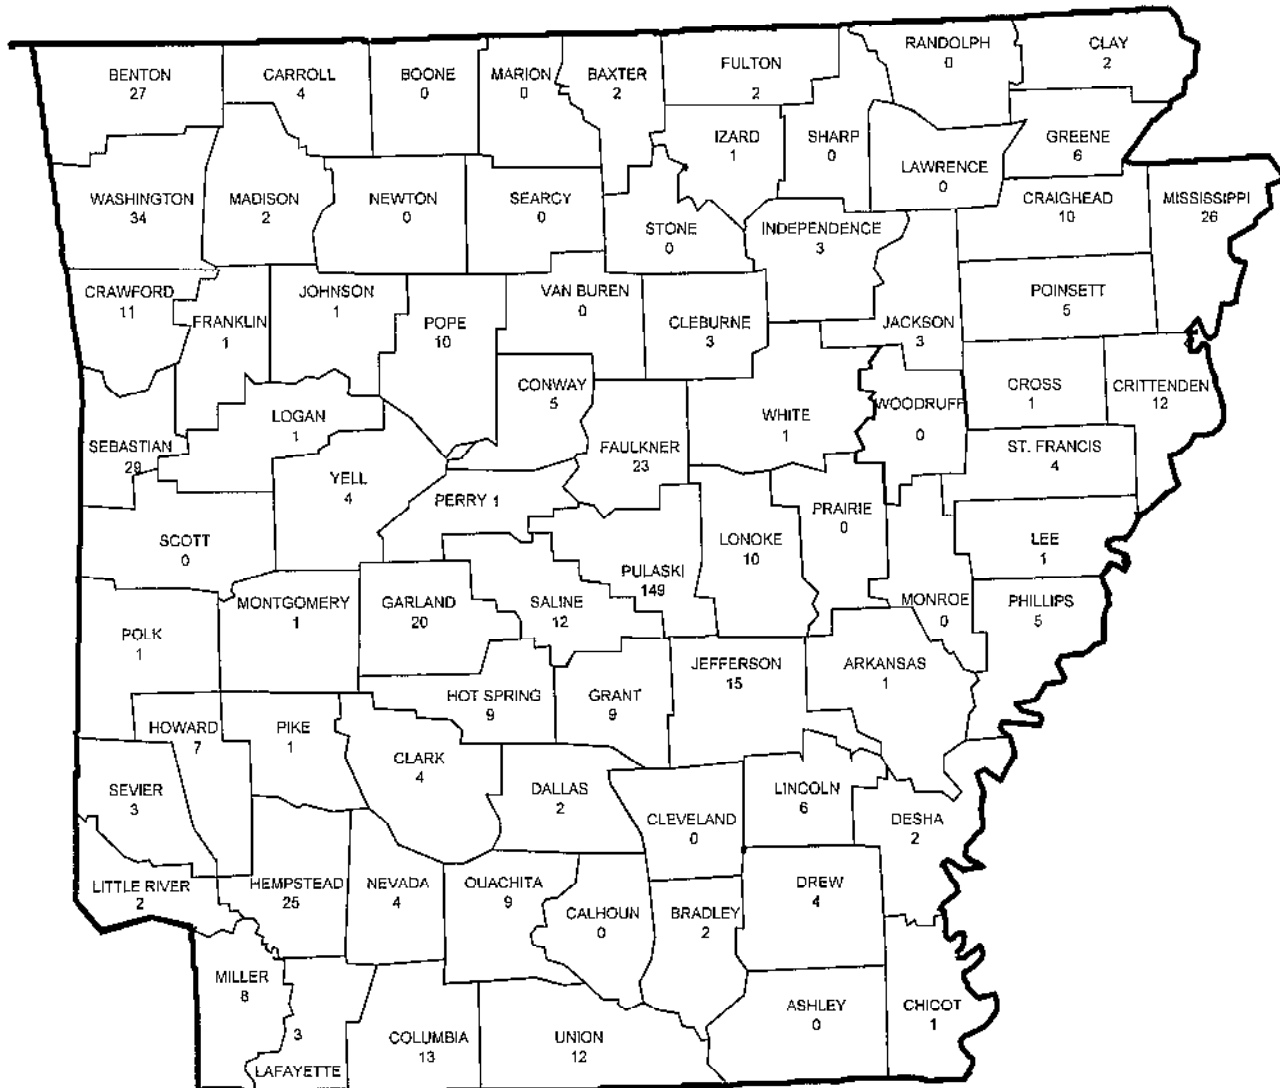 BENTON
27
CARROLL
4
BOONE
0
MARION
0
BAXTER
2
FULTON
2
RANDOLPH
0
CLAY
2
IZARD
1
SHARP
0
LAWRENCE
0
GREENE
6
WASHINGTON
34
MADISON
2
NEWTON
0
SEARCY
0
STONE
0
INDEPENDENCE
3
CRAIGHEAD
10
MISSISSIPPI
26
CRAWFORD
11
FRANKLIN
1
JOHNSON
1
POPE
10
VAN BUREN
0
CLEBURNE
3
JACKSON
3
POINSETT
5
SEBASTIAN
29
LOGAN
1
CONWAY
5
FAULKNER
23
WHITE
1
WOODRUFF
0
CROSS
1
CRITTENDEN
12
ST. FRANCIS
4
YELL
4
PERRY 1
SCOTT
0
PULASKI
149
LONOKE
10
PRAIRIE
0
LEE
1
MONROE
0
PHILLIPS
5
POLK
1
MONTGOMERY
1
GARLAND
20
SALINE
12
HOT SPRING
9
GRANT
9
JEFFERSON
15
ARKANSAS
1
HOWARD
7
PIKE
1
CLARK
4
SEVIER
3
DALLAS
2
CLEVELAND
0
LINCOLN
6
DESHA
2
LITTLE RIVER
2
HEMPSTEAD
25
NEVADA
4
OUACHITA
9
CALHOUN
0
BRADLEY
2
DREW
4
MILLER
8
3
LAFAYETTE
COLUMBIA
13
UNION
12
ASHLEY
0
CHICOT
1